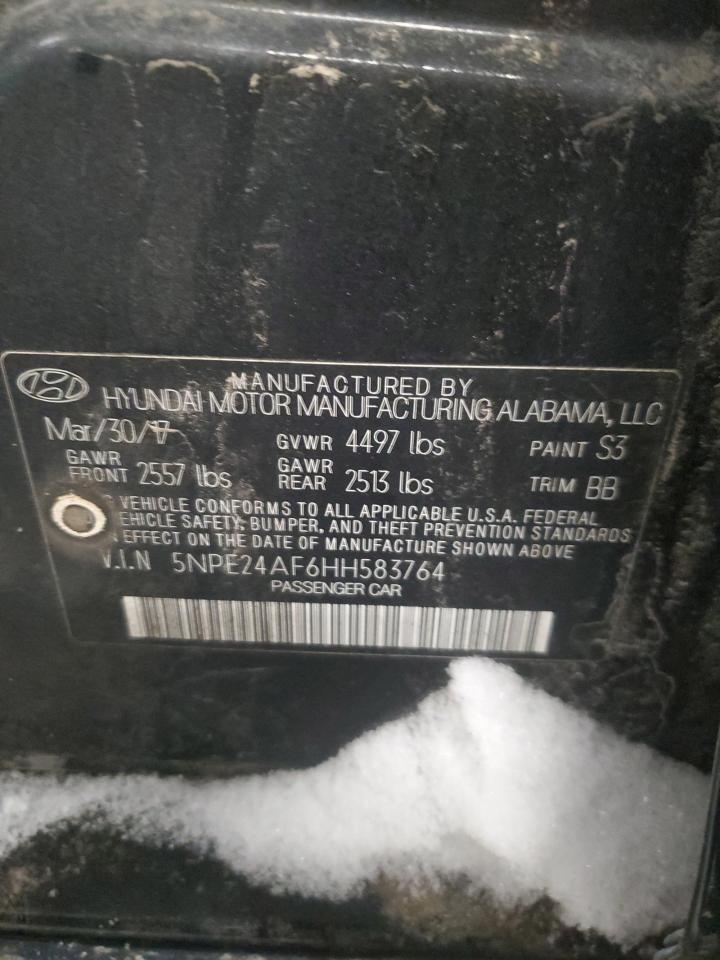 MANUFACTURED BY
HYUNDAI MOTOR MANUFACTURING ALABAMA, LLC
Mar/30/17 GVWR 4497 lbs PAINT S3
GAWR FRONT 2557 lbs GAWR REAR 2513 lbs TRIM BB
VEHICLE CONFORMS TO ALL APPLICABLE U.S.A. FEDERAL
VEHICLE SAFETY, BUMPER, AND THEFT PREVENTION STANDARDS
IN EFFECT ON THE DATE OF MANUFACTURE SHOWN ABOVE
V.I.N 5NPE24AF6HH583764
PASSENGER CAR